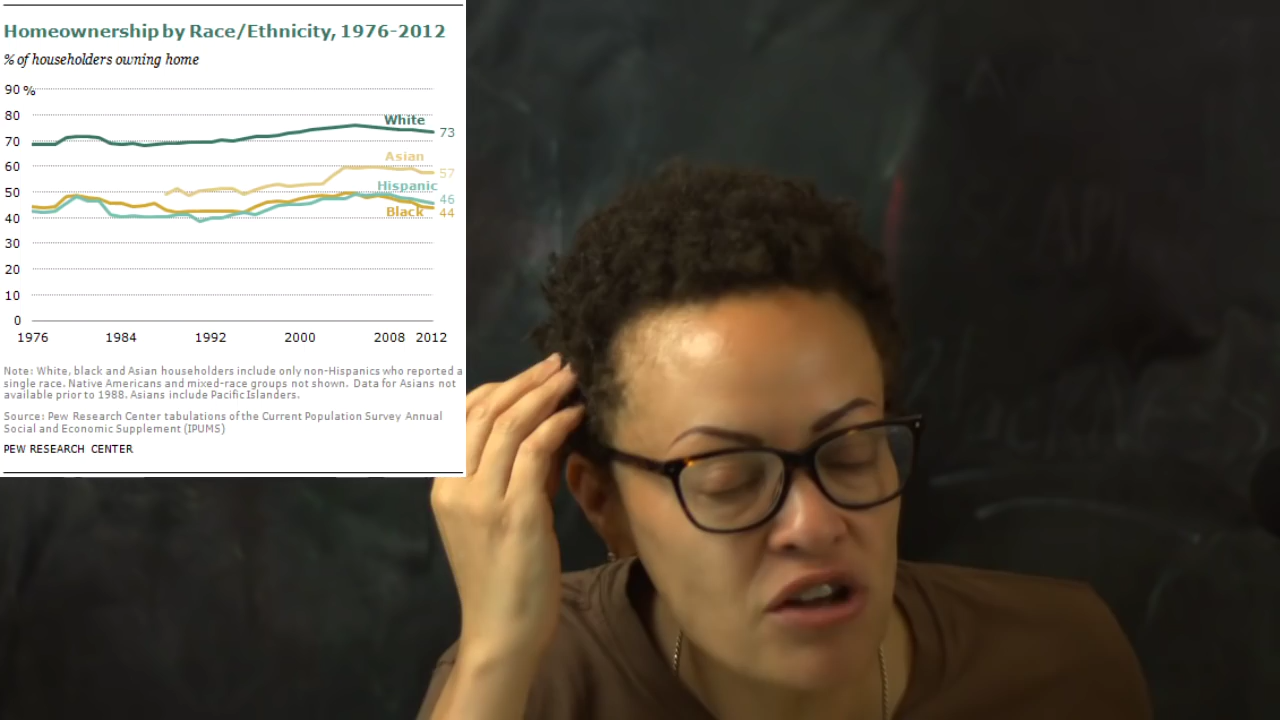 Homeownership by Race/Ethnicity, 1976-2012
% of householders owning home
90 %
80
70
60
50
40
30
20
10
0
White
73
Asian
57
Hispanic
46
Black
44
1976 1984 1992 2000 2008 2012
Note: White, black and Asian householders include only non-Hispanics who reported a
single race. Native Americans and mixed-race groups not shown. Data for Asians not
available prior to 1988. Asians include Pacific Islanders.
Source: Pew Research Center tabulations of the Current Population Survey Annual
Social and Economic Supplement (IPUMS)
PEW RESEARCH CENTER